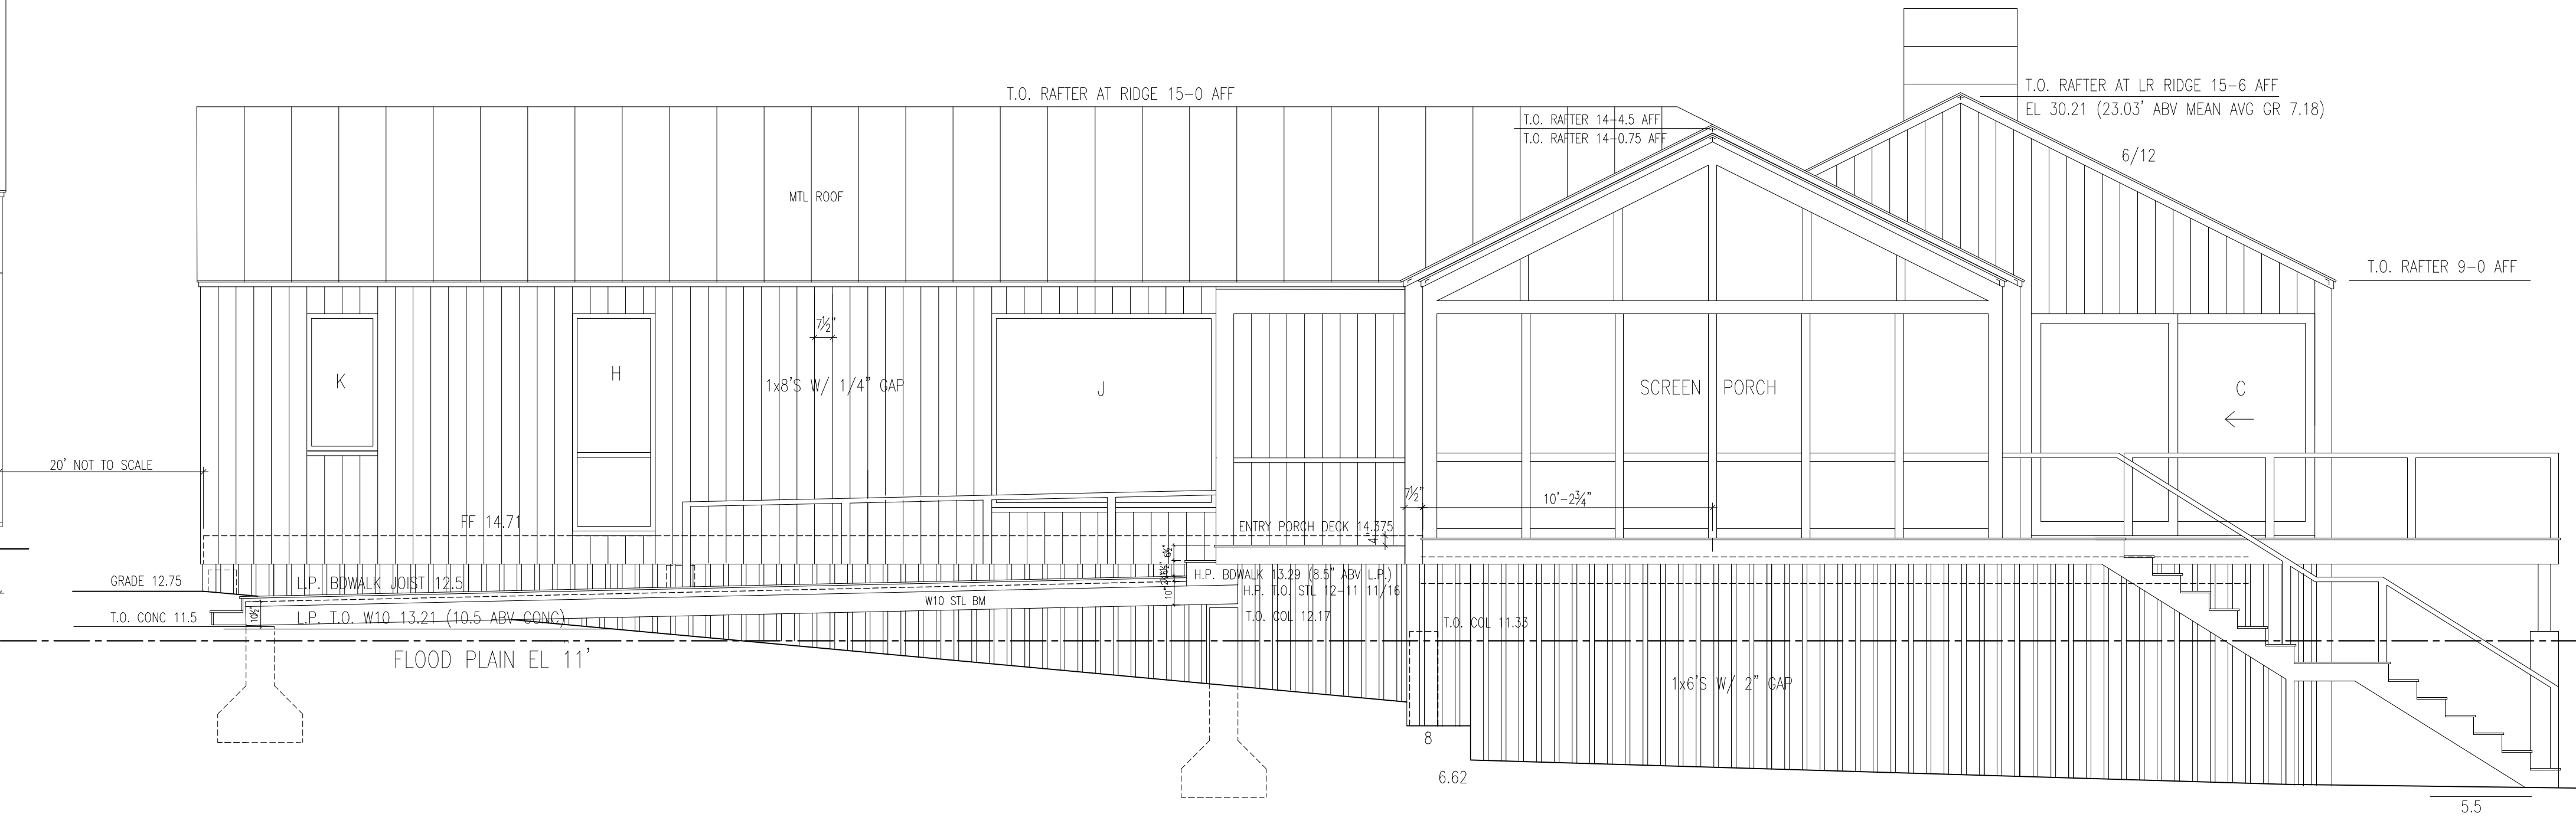 T.O. RAFTER AT RIDGE 15-0 AFF
T.O. RAFTER AT LR RIDGE 15-6 AFF
EL 30.21 (23.03' ABV MEAN AVG GR 7.18)
T.O. RAFTER 14-4.5 AFF
T.O. RAFTER 14-0.75 AFF
6/12
MTL ROOF
T.O. RAFTER 9-0 AFF
7½"
K
H
1x8'S W/ 1/4" GAP
J
SCREEN PORCH
C
20' NOT TO SCALE
7½"
10'-2¾"
FF 14.71
ENTRY PORCH DECK 14.375
4"
GRADE 12.75
L.P. BDWALK JOIST 12.5
H.P. BDWALK 13.29 (8.5" ABV L.P.)
H.P. T.O. STL 12-11 11/16
W10 STL BM
T.O. CONC 11.5
10½"
L.P. T.O. W10 13.21 (10.5 ABV CONC)
T.O. COL 12.17
T.O. COL 11.33
FLOOD PLAIN EL 11'
1x6'S W/ 2" GAP
8
6.62
5.5